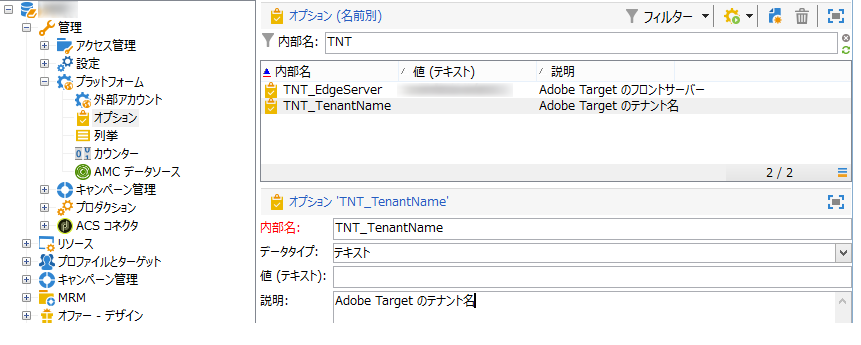 管理
アクセス管理
設定
プラットフォーム
外部アカウント
オプション
列挙
カウンター
AMC データソース
キャンペーン管理
プロダクション
ACS コネクタ
リソース
プロファイルとターゲット
キャンペーン管理
MRM
オファー - デザイン
オプション (名前別)
フィルター
内部名: TNT
内部名 値 (テキスト) 説明
TNT_EdgeServer Adobe Target のフロントサーバー
TNT_TenantName Adobe Target のテナント名
2 / 2
オプション 'TNT_TenantName'
内部名: TNT_TenantName
データタイプ: テキスト
値 (テキスト):
説明: Adobe Target のテナント名